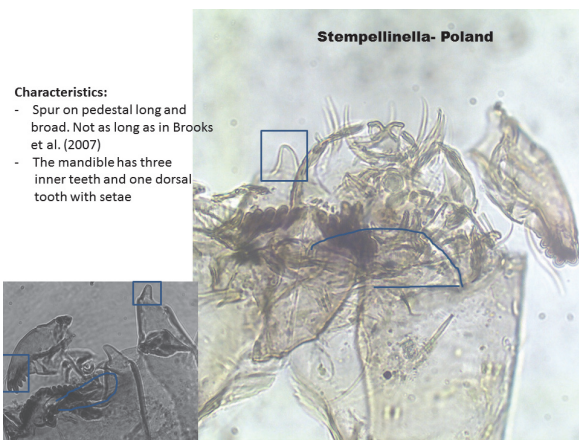 Stempellinella- Poland
Characteristics:
- Spur on pedestal long and
broad. Not as long as in Brooks
et al. (2007)
- The mandible has three
inner teeth and one dorsal
tooth with setae